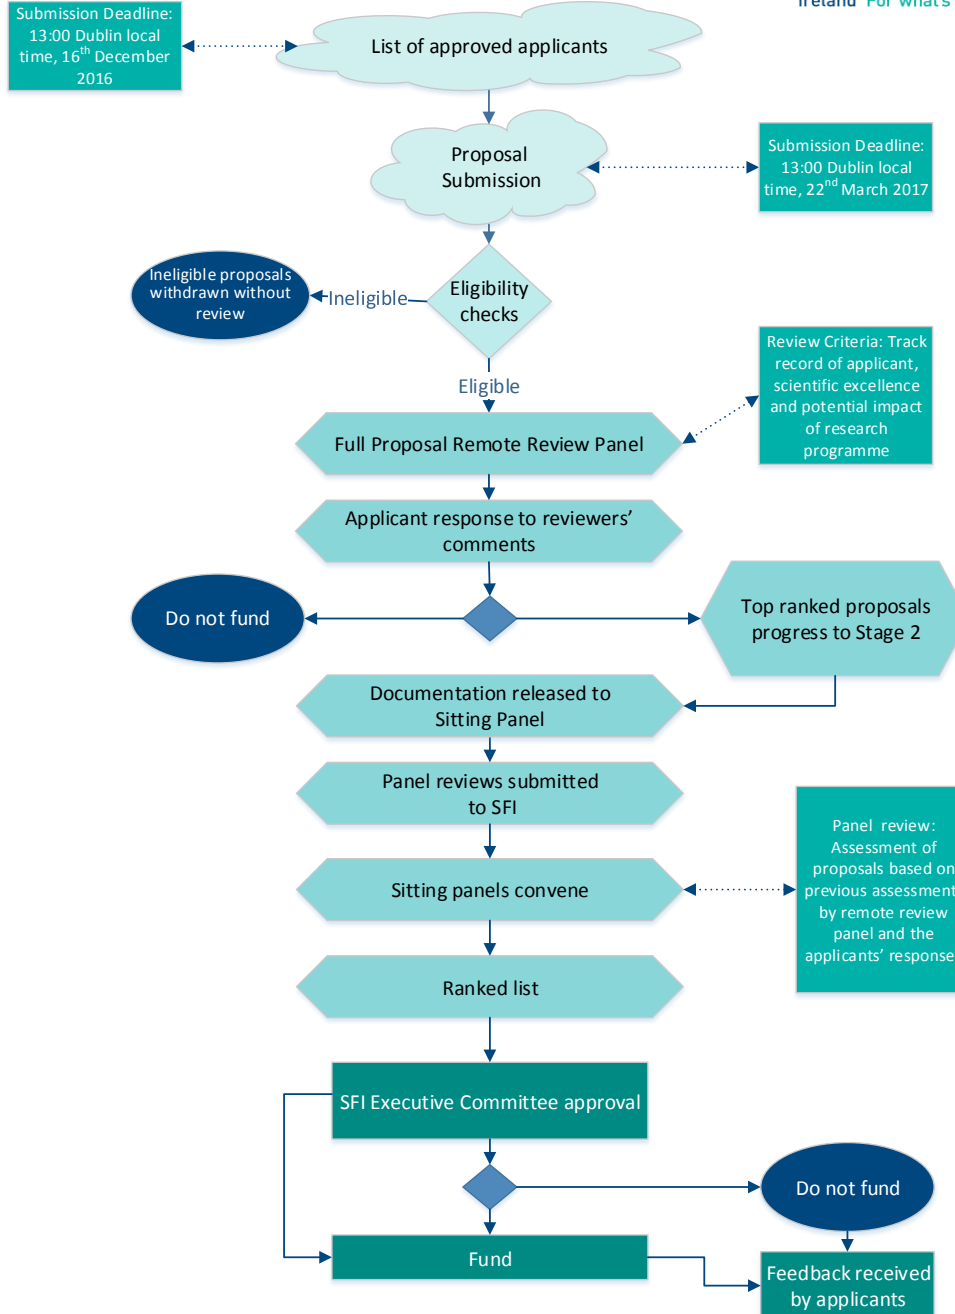 Ireland For what's
Submission Deadline:
13:00 Dublin local
time, 16th December
2016
List of approved applicants
Proposal
Submission
Submission Deadline:
13:00 Dublin local
time, 22nd March 2017
Ineligible proposals
withdrawn without
review
Ineligible
Eligibility
checks
Eligible
Review Criteria: Track
record of applicant,
scientific excellence
and potential impact
of research
programme
Full Proposal Remote Review Panel
Applicant response to reviewers'
comments
Do not fund
Top ranked proposals
progress to Stage 2
Documentation released to
Sitting Panel
Panel reviews submitted
to SFI
Panel review:
Assessment of
proposals based on
previous assessment
by remote review
panel and the
applicants' response
Sitting panels convene
Ranked list
SFI Executive Committee approval
Do not fund
Fund
Feedback received
by applicants